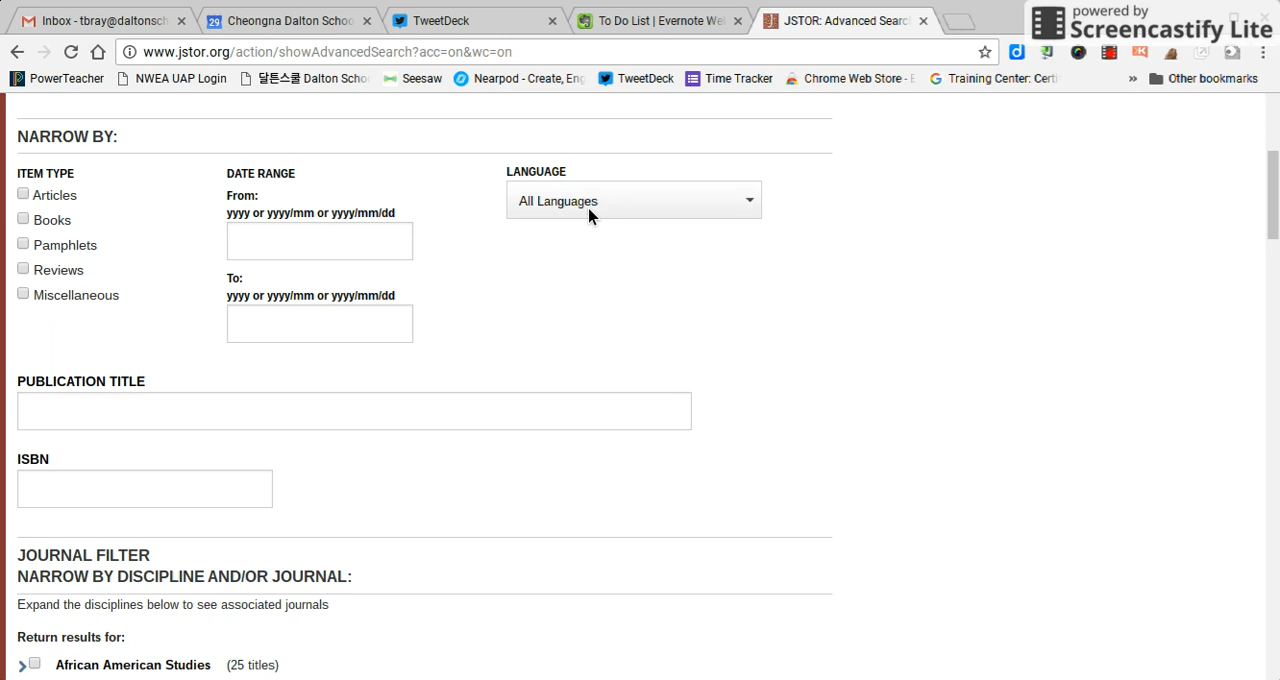 powered by
Screencastify Lite
Inbox - tbray@daltonsch
Cheongna Dalton Schoo
TweetDeck
To Do List | Evernote We
JSTOR: Advanced Searc
www.jstor.org/action/showAdvancedSearch?acc=on&wc=on
PowerTeacher
NWEA UAP Login
달튼스쿨 Dalton Scho
Seesaw
Nearpod - Create, Eng
TweetDeck
Time Tracker
Chrome Web Store - E
Training Center: Certi
»
Other bookmarks
NARROW BY:
ITEM TYPE
Articles
Books
Pamphlets
Reviews
Miscellaneous
DATE RANGE
From:
yyyy or yyyy/mm or yyyy/mm/dd
To:
yyyy or yyyy/mm or yyyy/mm/dd
LANGUAGE
All Languages
PUBLICATION TITLE
ISBN
JOURNAL FILTER
NARROW BY DISCIPLINE AND/OR JOURNAL:
Expand the disciplines below to see associated journals
Return results for:
African American Studies (25 titles)